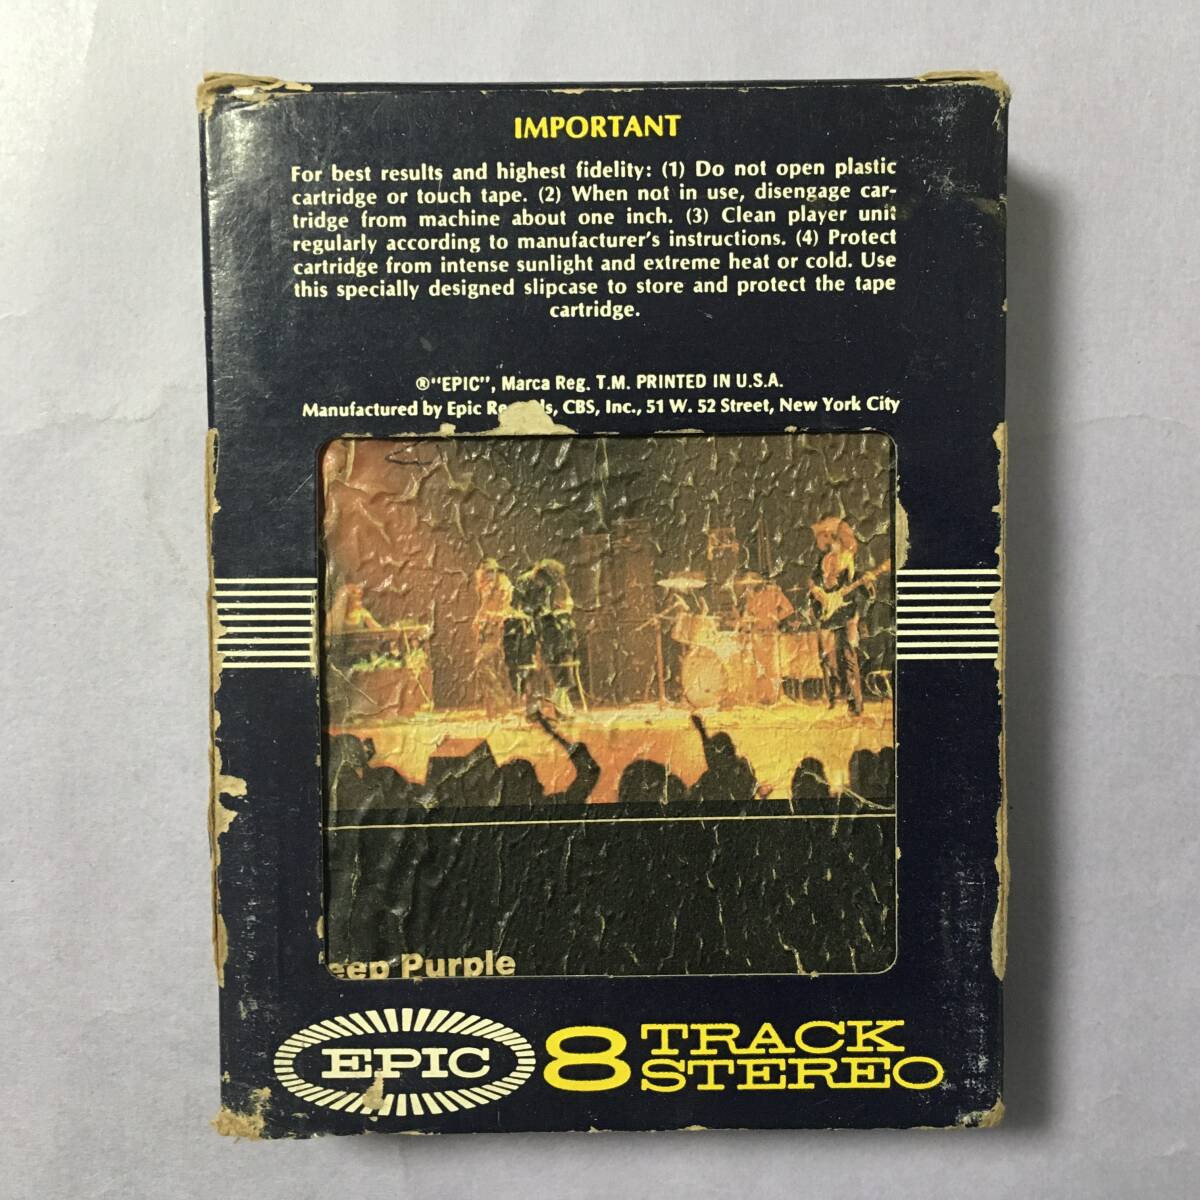 IMPORTANT
For best results and highest fidelity: (1) Do not open plastic
cartridge or touch tape. (2) When not in use, disengage car-
tridge from machine about one inch. (3) Clean player unit
regularly according to manufacturer's instructions. (4) Protect
cartridge from intense sunlight and extreme heat or cold. Use
this specially designed slipcase to store and protect the tape
cartridge.
®"EPIC", Marca Reg. T.M. PRINTED IN U.S.A.
Manufactured by Epic Re ds, CBS, Inc., 51 W. 52 Street, New York City
eep Purple
EPIC
8 TRACK
STEREO